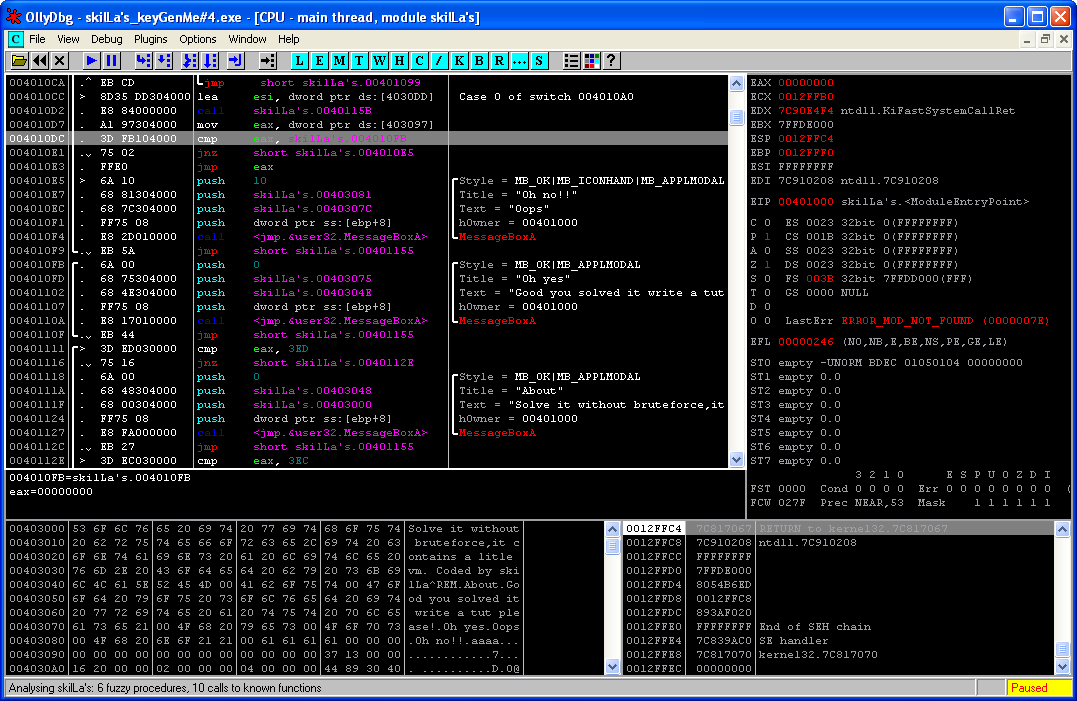 OllyDbg - skilLa's_keyGenMe#4.exe - [CPU - main thread, module skilLa's]
C File View Debug Plugins Options Window Help
L E M T W H C / K B R ... S ?
004010CA .^ EB CD jmp short skilLa's.00401099
004010CC > 8D35 DD304000 lea esi, dword ptr ds:[4030DD] Case 0 of switch 004010A0
004010D2 . E8 84000000 call skilLa's.0040115B
004010D7 . A1 97304000 mov eax, dword ptr ds:[403097]
004010DC . 3D FB104000 cmp eax, skilLa's.004010FB
004010E1 .v 75 02 jnz short skilLa's.004010E5
004010E3 . FFE0 jmp eax
004010E5 > 6A 10 push 10 Style = MB_OK|MB_ICONHAND|MB_APPLMODAL
004010E7 . 68 81304000 push skilLa's.00403081 Title = "Oh no!!"
004010EC . 68 7C304000 push skilLa's.0040307C Text = "Oops"
004010F1 . FF75 08 push dword ptr ss:[ebp+8] hOwner = 00401000
004010F4 . E8 2D010000 call <jmp.&user32.MessageBoxA> MessageBoxA
004010F9 .v EB 5A jmp short skilLa's.00401155
004010FB . 6A 00 push 0 Style = MB_OK|MB_APPLMODAL
004010FD . 68 75304000 push skilLa's.00403075 Title = "Oh yes"
00401102 . 68 4E304000 push skilLa's.0040304E Text = "Good you solved it write a tut
00401107 . FF75 08 push dword ptr ss:[ebp+8] hOwner = 00401000
0040110A . E8 17010000 call <jmp.&user32.MessageBoxA> MessageBoxA
0040110F .v EB 44 jmp short skilLa's.00401155
00401111 > 3D ED030000 cmp eax, 3ED
00401116 .v 75 16 jnz short skilLa's.0040112E
00401118 . 6A 00 push 0 Style = MB_OK|MB_APPLMODAL
0040111A . 68 48304000 push skilLa's.00403048 Title = "About"
0040111F . 68 00304000 push skilLa's.00403000 Text = "Solve it without bruteforce,it
00401124 . FF75 08 push dword ptr ss:[ebp+8] hOwner = 00401000
00401127 . E8 FA000000 call <jmp.&user32.MessageBoxA> MessageBoxA
0040112C .v EB 27 jmp short skilLa's.00401155
0040112E > 3D EC030000 cmp eax, 3EC
004010FB=skilLa's.004010FB
eax=00000000
EAX 00000000
ECX 0012FFB0
EDX 7C90E4F4 ntdll.KiFastSystemCallRet
EBX 7FFDE000
ESP 0012FFC4
EBP 0012FFF0
ESI FFFFFFFF
EDI 7C910208 ntdll.7C910208
EIP 00401000 skilLa's.<ModuleEntryPoint>
C 0 ES 0023 32bit 0(FFFFFFFF)
P 1 CS 001B 32bit 0(FFFFFFFF)
A 0 SS 0023 32bit 0(FFFFFFFF)
Z 1 DS 0023 32bit 0(FFFFFFFF)
S 0 FS 003B 32bit 7FFDD000(FFF)
T 0 GS 0000 NULL
D 0
O 0 LastErr ERROR_MOD_NOT_FOUND (0000007E)
EFL 00000246 (NO,NB,E,BE,NS,PE,GE,LE)
ST0 empty -UNORM BDEC 01050104 00000000
ST1 empty 0.0
ST2 empty 0.0
ST3 empty 0.0
ST4 empty 0.0
ST5 empty 0.0
ST6 empty 0.0
ST7 empty 0.0
3 2 1 0 E S P U O Z D I
FST 0000 Cond 0 0 0 0 Err 0 0 0 0 0 0 0 0 (
FCW 027F Prec NEAR,53 Mask 1 1 1 1 1 1
00403000 53 6F 6C 76 65 20 69 74 20 77 69 74 68 6F 75 74 Solve it without
00403010 20 62 72 75 74 65 66 6F 72 63 65 2C 69 74 20 63 bruteforce,it c
00403020 6F 6E 74 61 69 6E 73 20 61 20 6C 69 74 6C 65 20 ontains a litle
00403030 76 6D 2E 20 43 6F 64 65 64 20 62 79 20 73 6B 69 vm. Coded by ski
00403040 6C 4C 61 5E 52 45 4D 00 41 62 6F 75 74 00 47 6F lLa^REM.About.Go
00403050 6F 64 20 79 6F 75 20 73 6F 6C 76 65 64 20 69 74 od you solved it
00403060 20 77 72 69 74 65 20 61 20 74 75 74 20 70 6C 65 write a tut ple
00403070 61 73 65 21 00 4F 68 20 79 65 73 00 4F 6F 70 73 ase!.Oh yes.Oops
00403080 00 4F 68 20 6E 6F 21 21 00 61 61 61 61 00 00 00 .Oh no!!.aaaa...
00403090 00 00 00 00 00 00 00 00 00 00 00 00 37 13 00 00 ............7...
004030A0 16 20 00 00 02 00 00 00 04 00 00 00 44 89 30 40 . ..........D.0@
0012FFC4 7C817067 RETURN to kernel32.7C817067
0012FFC8 7C910208 ntdll.7C910208
0012FFCC FFFFFFFF
0012FFD0 7FFDE000
0012FFD4 8054B6ED
0012FFD8 0012FFC8
0012FFDC 893AF020
0012FFE0 FFFFFFFF End of SEH chain
0012FFE4 7C839AC0 SE handler
0012FFE8 7C817070 kernel32.7C817070
0012FFEC 00000000
Analysing skilLa's: 6 fuzzy procedures, 10 calls to known functions
Paused